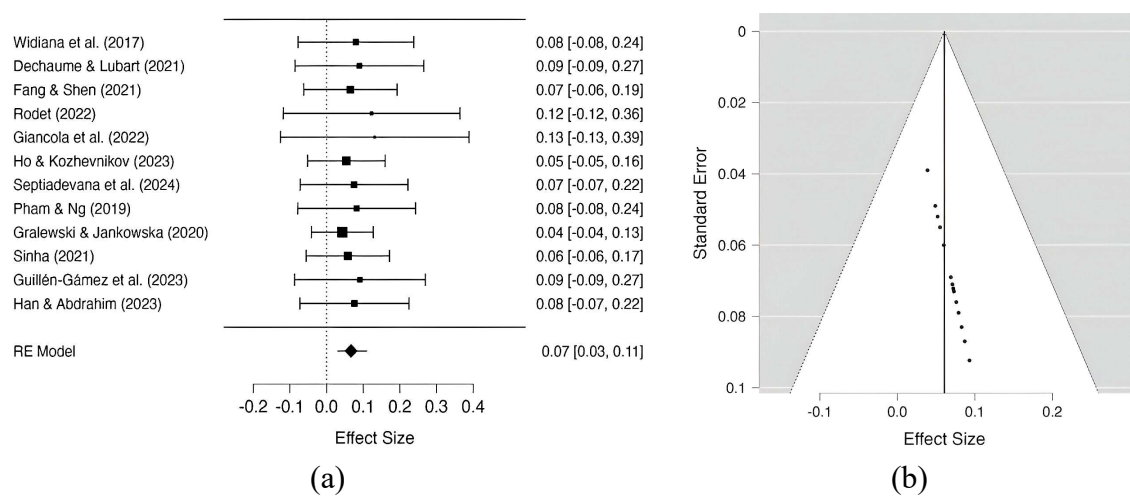 Widiana et al. (2017) 0.08 [-0.08, 0.24]
Dechaume & Lubart (2021) 0.09 [-0.09, 0.27]
Fang & Shen (2021) 0.07 [-0.06, 0.19]
Rodet (2022) 0.12 [-0.12, 0.36]
Giancola et al. (2022) 0.13 [-0.13, 0.39]
Ho & Kozhevnikov (2023) 0.05 [-0.05, 0.16]
Septiadevana et al. (2024) 0.07 [-0.07, 0.22]
Pham & Ng (2019) 0.08 [-0.08, 0.24]
Gralewski & Jankowska (2020) 0.04 [-0.04, 0.13]
Sinha (2021) 0.06 [-0.06, 0.17]
Guillén-Gámez et al. (2023) 0.09 [-0.09, 0.27]
Han & Abdrahim (2023) 0.08 [-0.07, 0.22]
RE Model 0.07 [0.03, 0.11]
-0.2 -0.1 0.0 0.1 0.2 0.3 0.4
Effect Size
(a)
Standard Error
0
0.02
0.04
0.06
0.08
0.1
-0.1 0.0 0.1 0.2
Effect Size
(b)